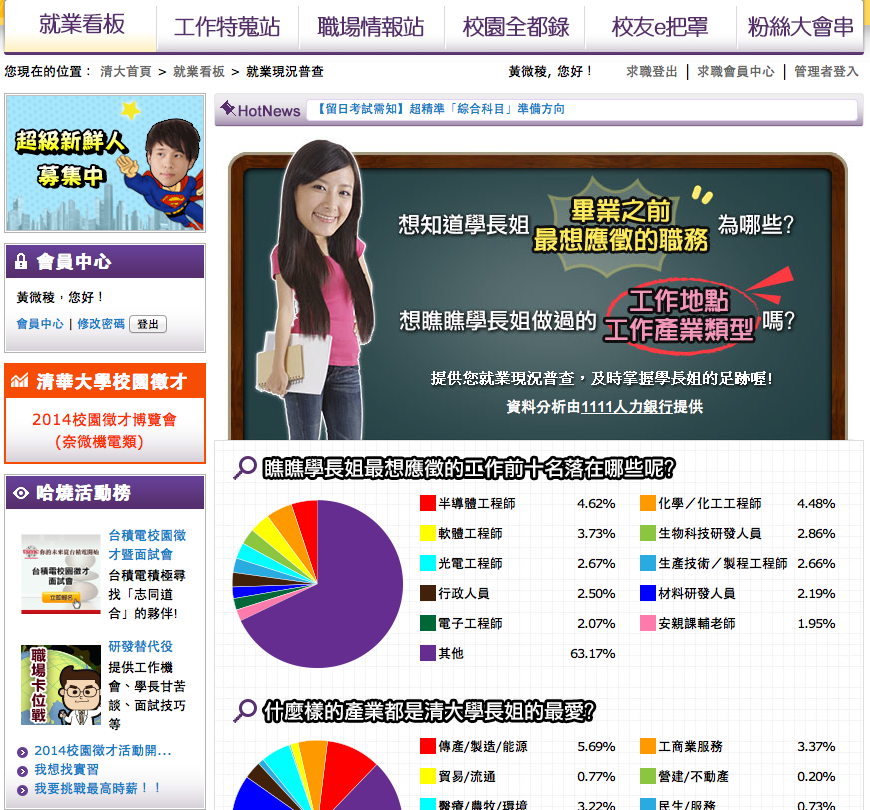 就業看板 工作特蒐站 職場情報站 校園全都錄 校友e把罩 粉絲大會串
您現在的位置： 清大首頁 > 就業看板 > 就業現況普查 黃微稜, 您好！ 求職登出 | 求職會員中心 | 管理者登入
超級新鮮人
募集中
HotNews 【留日考試需知】超精準「綜合科目」準備方向
會員中心
黃微稜，您好！
會員中心 | 修改密碼 登出
清華大學校園徵才
2014校園徵才博覽會
(奈微機電類)
哈燒活動榜
台積電校園徵
才暨面試會
台積電積極尋
找「志同道
合」的夥伴!
台積電校園徵才
面試會
立即報名
研發替代役
提供工作機
會、學長甘苦
談、面試技巧
等
職場卡位戰
2014校園徵才活動開...
我想找實習
我要挑戰最高時薪！！
想知道學長姐 畢業之前
最想應徵的職務 為哪些?
想瞧瞧學長姐做過的 工作地點
工作產業類型 嗎?
提供您就業現況普查，及時掌握學長姐的足跡喔!
資料分析由1111人力銀行提供
瞧瞧學長姐最想應徵的工作前十名落在哪些呢?
半導體工程師 4.62% 化學／化工工程師 4.48%
軟體工程師 3.73% 生物科技研發人員 2.86%
光電工程師 2.67% 生產技術／製程工程師 2.66%
行政人員 2.50% 材料研發人員 2.19%
電子工程師 2.07% 安親課輔老師 1.95%
其他 63.17%
什麼樣的產業都是清大學長姐的最愛?
傳產/製造/能源 5.69% 工商業服務 3.37%
貿易/流通 0.77% 營建/不動產 0.20%
醫療/農牧/環境 3.22% 民生/服務 0.73%